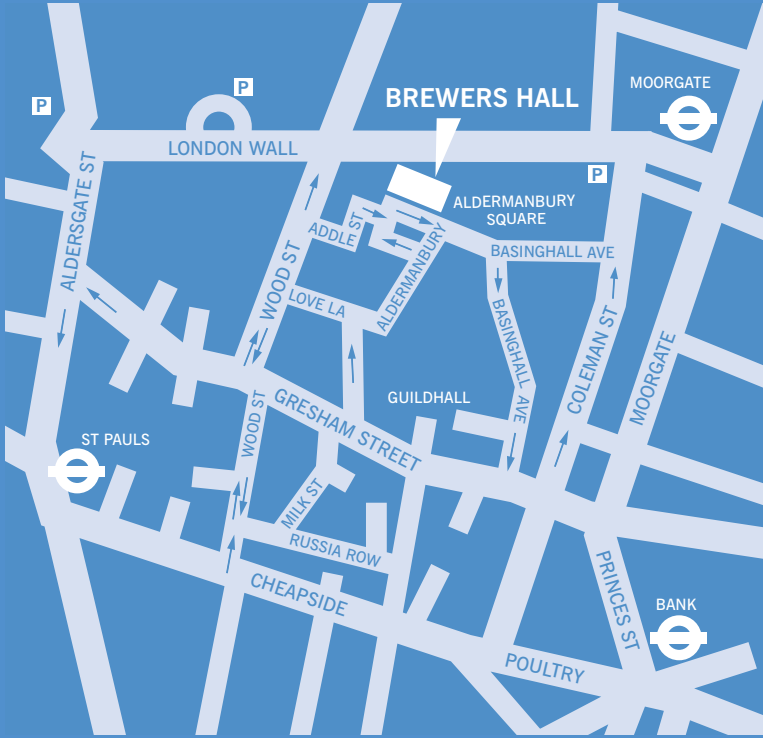 P
P
MOORGATE
BREWERS HALL
LONDON WALL
P
ALDERSGATE ST
ALDERMANBURY
SQUARE
ADDLE ST
BASINGHALL AVE
WOOD ST
ALDERMANBURY
LOVE LA
BASINGHALL AVE
COLEMAN ST
MOORGATE
GUILDHALL
WOOD ST
GRESHAM STREET
ST PAULS
MILK ST
RUSSIA ROW
CHEAPSIDE
PRINCES ST
BANK
POULTRY